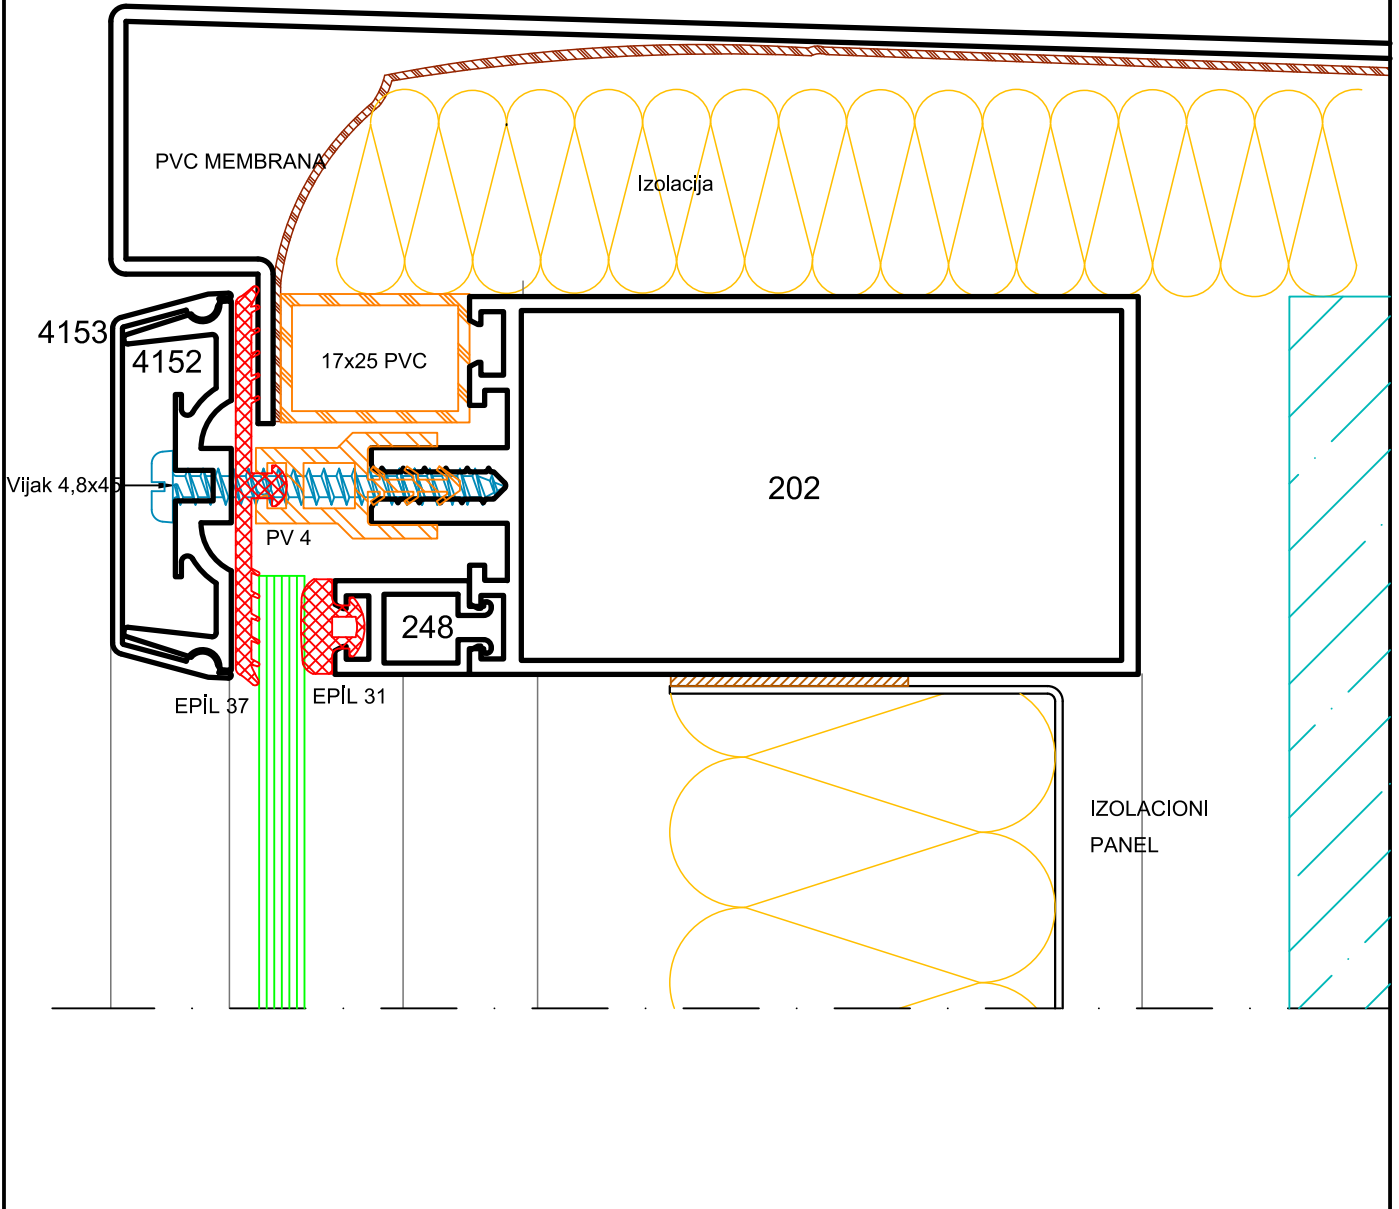 PVC MEMBRANA
Izolacija
4153
4152
17x25 PVC
Vijak 4,8x45
202
PV 4
248
EPİL 37
EPİL 31
IZOLACIONI
PANEL